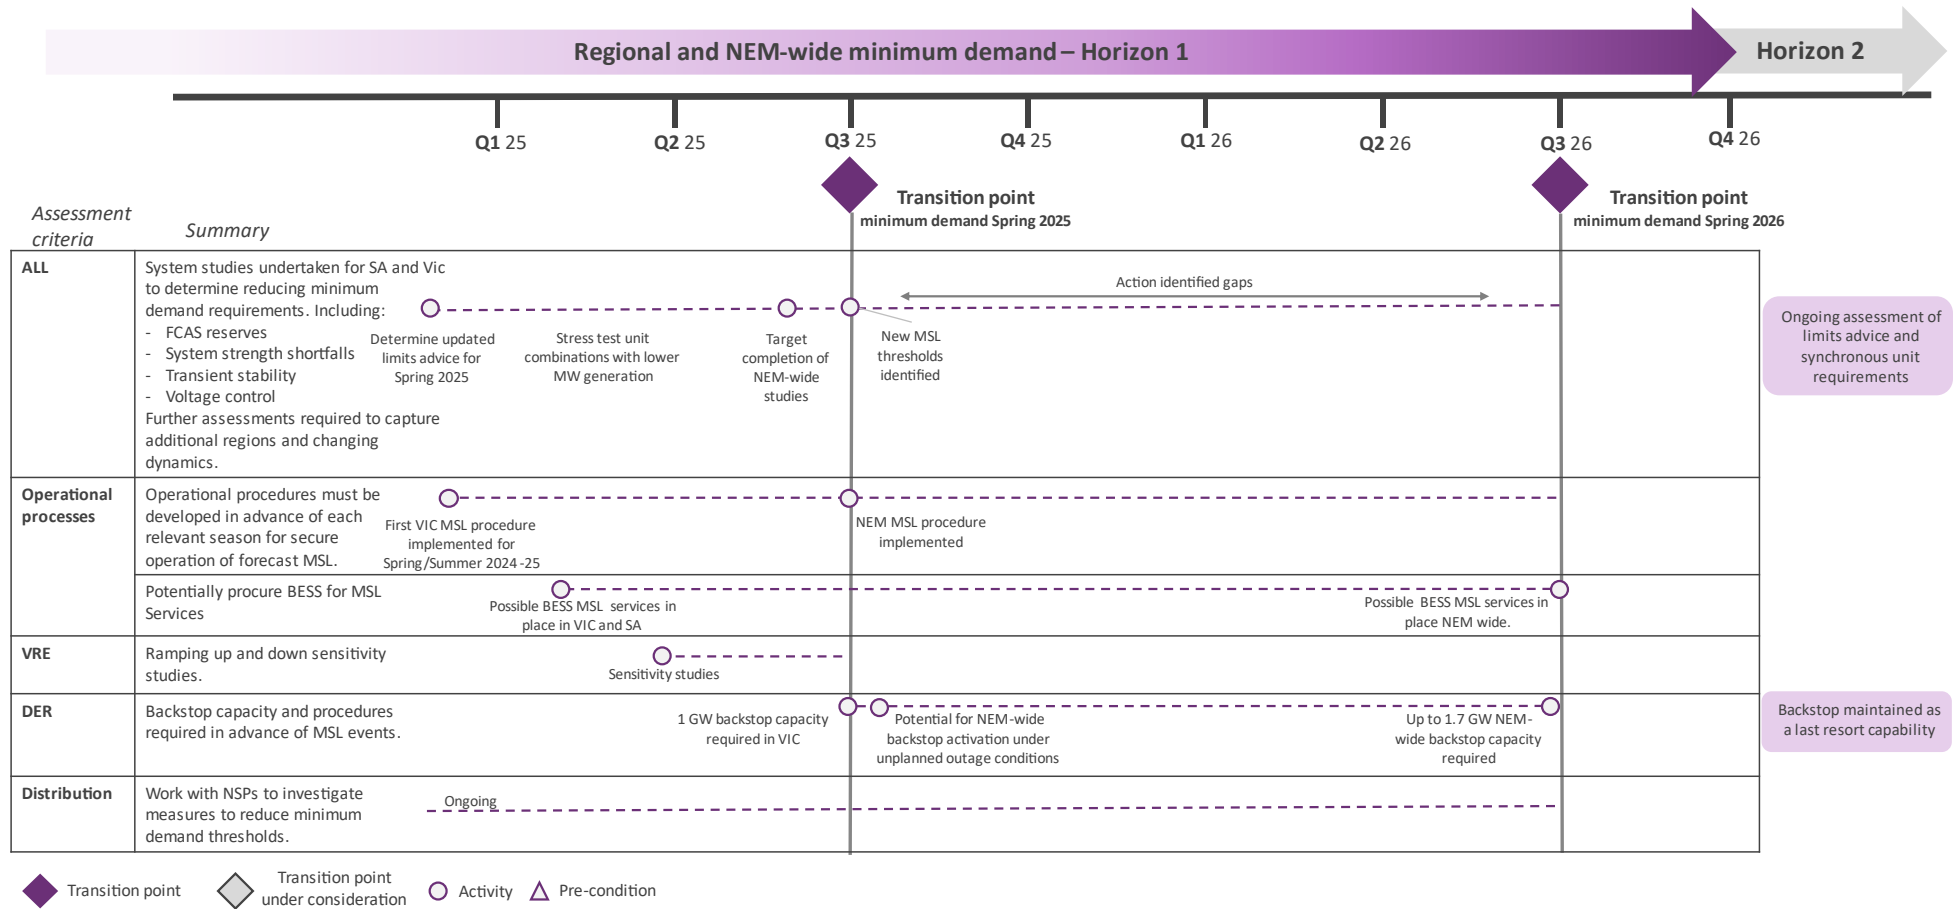 Regional and NEM-wide minimum demand – Horizon 1
Horizon 2
Q1 25
Q2 25
Q3 25
Q4 25
Q1 26
Q2 26
Q3 26
Q4 26
Transition point
minimum demand Spring 2025
Transition point
minimum demand Spring 2026
Assessment
criteria
Summary
ALL
System studies undertaken for SA and Vic
to determine reducing minimum
demand requirements. Including:
- FCAS reserves
- System strength shortfalls
- Transient stability
- Voltage control
Further assessments required to capture
additional regions and changing
dynamics.
Determine updated
limits advice for
Spring 2025
Stress test unit
combinations with lower
MW generation
Target
completion of
NEM-wide
studies
New MSL
thresholds
identified
Action identified gaps
Ongoing assessment of
limits advice and
synchronous unit
requirements
Operational
processes
Operational procedures must be
developed in advance of each
relevant season for secure
operation of forecast MSL.
First VIC MSL procedure
implemented for
Spring/Summer 2024-25
NEM MSL procedure
implemented
Potentially procure BESS for MSL
Services
Possible BESS MSL services in
place in VIC and SA
Possible BESS MSL services in
place NEM wide.
VRE
Ramping up and down sensitivity
studies.
Sensitivity studies
DER
Backstop capacity and procedures
required in advance of MSL events.
1 GW backstop capacity
required in VIC
Potential for NEM-wide
backstop activation under
unplanned outage conditions
Up to 1.7 GW NEM-
wide backstop capacity
required
Backstop maintained as
a last resort capability
Distribution
Work with NSPs to investigate
measures to reduce minimum
demand thresholds.
Ongoing
Transition point
Transition point
under consideration
Activity
Pre-condition